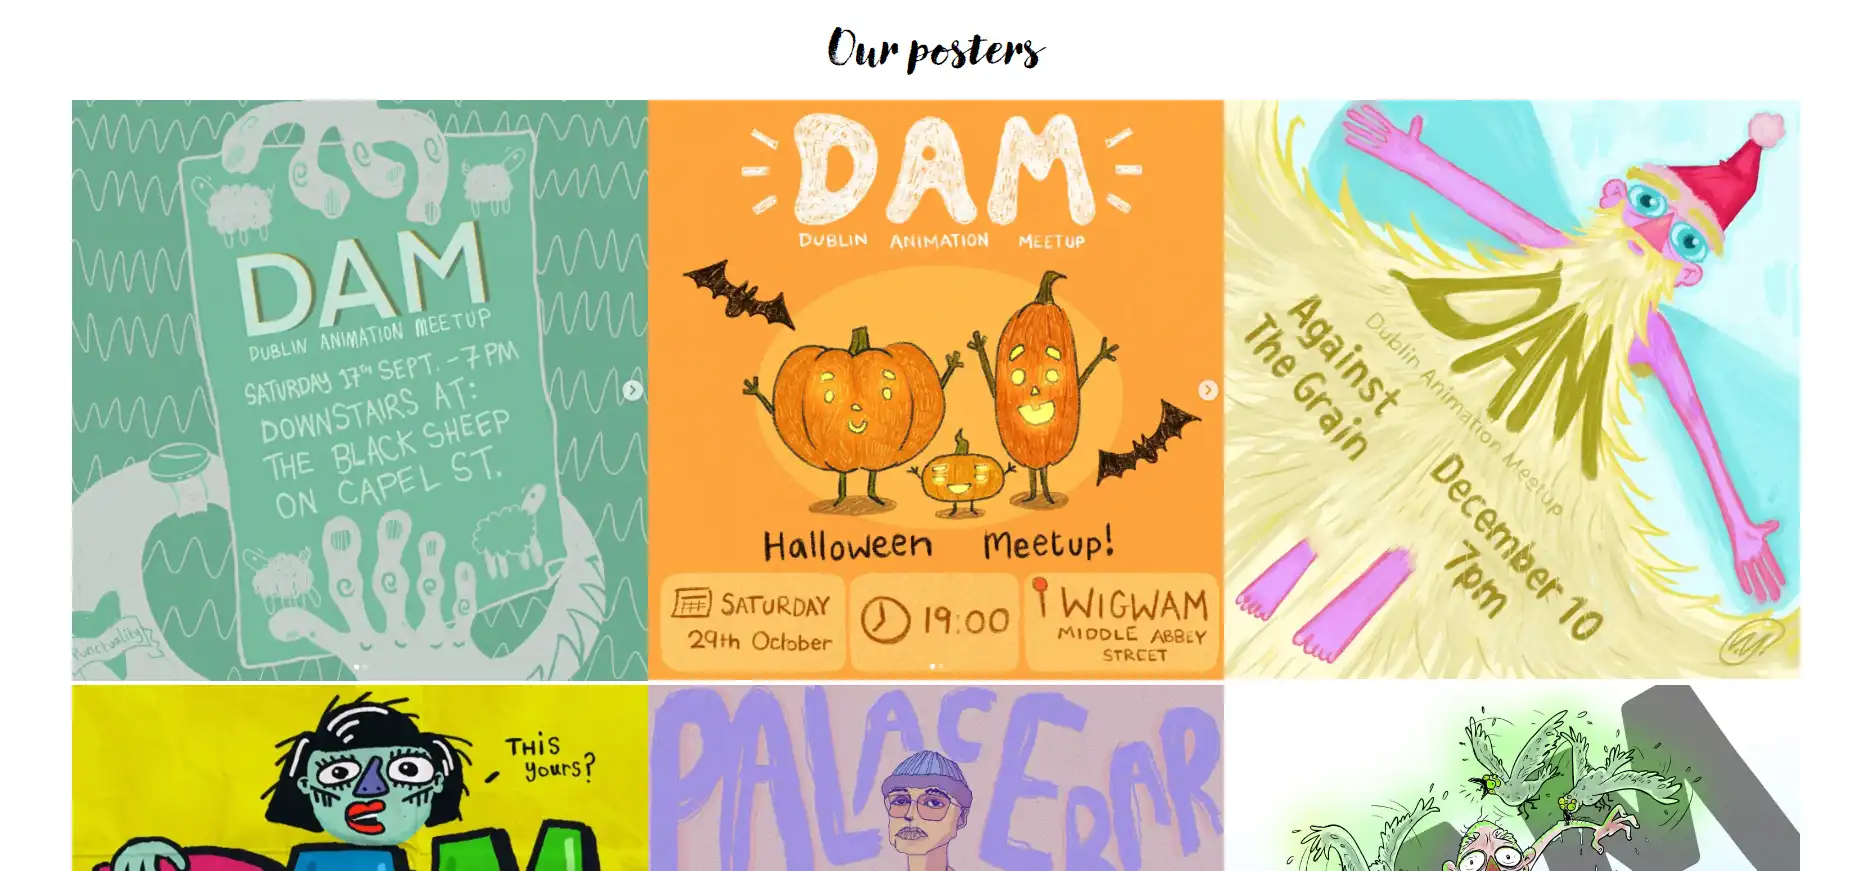 Our posters
DAM
DUBLIN ANIMATION MEETUP
SATURDAY 17TH SEPT. - 7PM
DOWNSTAIRS AT:
THE BLACK SHEEP
ON CAPEL ST.
Punctuality
DAM
DUBLIN ANIMATION MEETUP
Halloween Meetup!
SATURDAY
29th October
19:00
WIGWAM
MIDDLE ABBEY
STREET
DAM
Dublin Animation Meetup
Against
The Grain
December 10
7pm
THIS
yours?
PALACE BAR